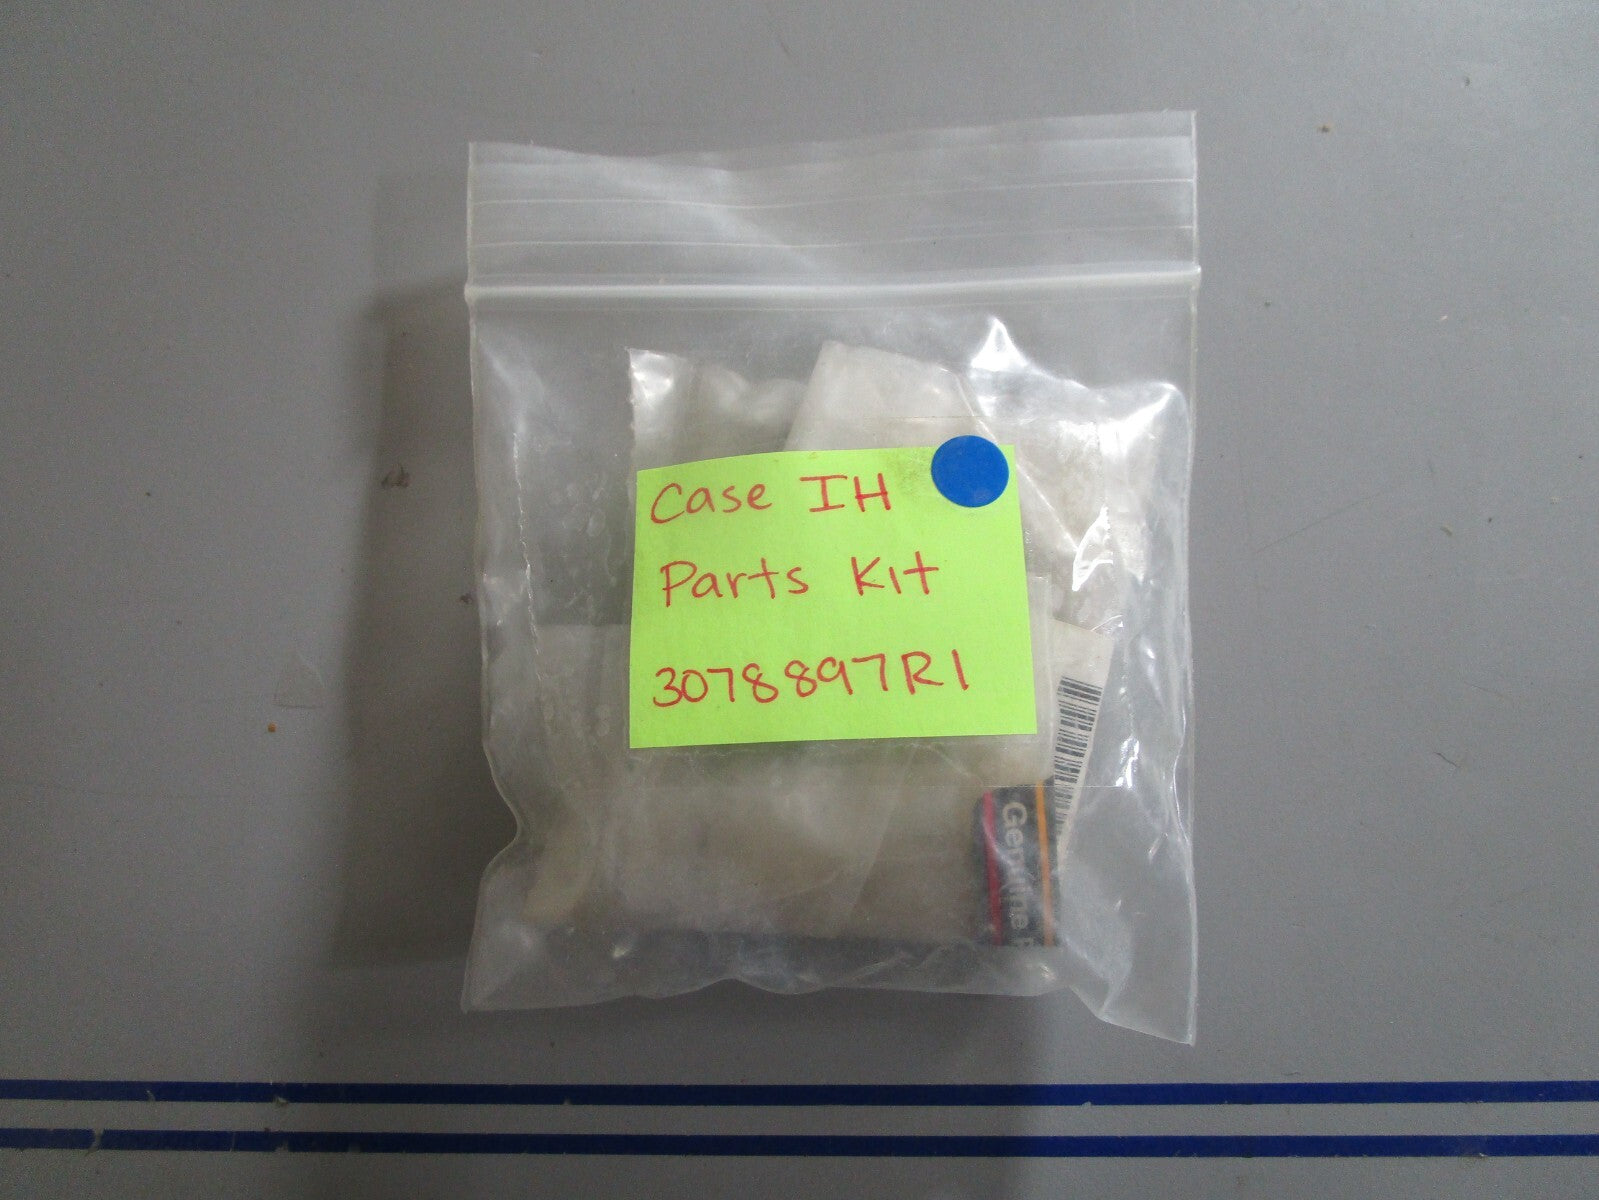 Case IH
Parts Kit
3078897R1
Genuine